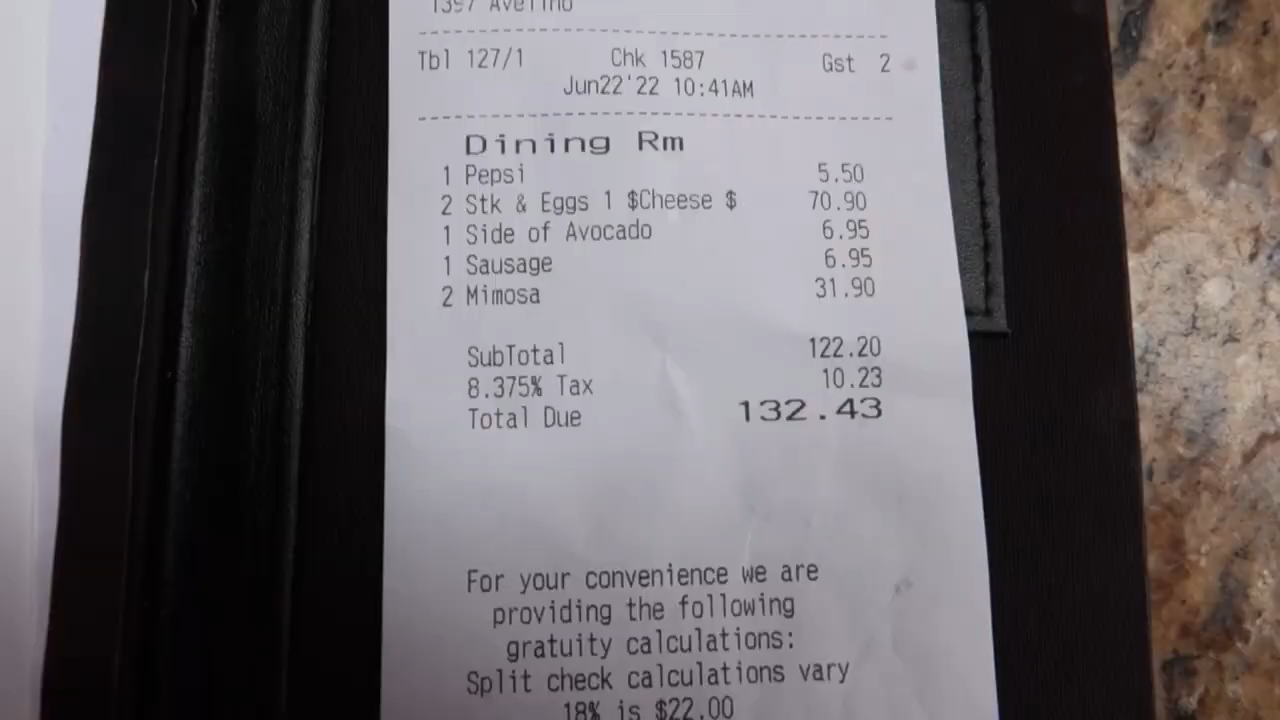 1397 Avelino
Tbl 127/1 Chk 1587 Gst 2
Jun22'22 10:41AM
Dining Rm
1 Pepsi 5.50
2 Stk & Eggs 1 $Cheese $ 70.90
1 Side of Avocado 6.95
1 Sausage 6.95
2 Mimosa 31.90
SubTotal 122.20
8.375% Tax 10.23
Total Due 132.43
For your convenience we are
providing the following
gratuity calculations:
Split check calculations vary
18% is $22.00